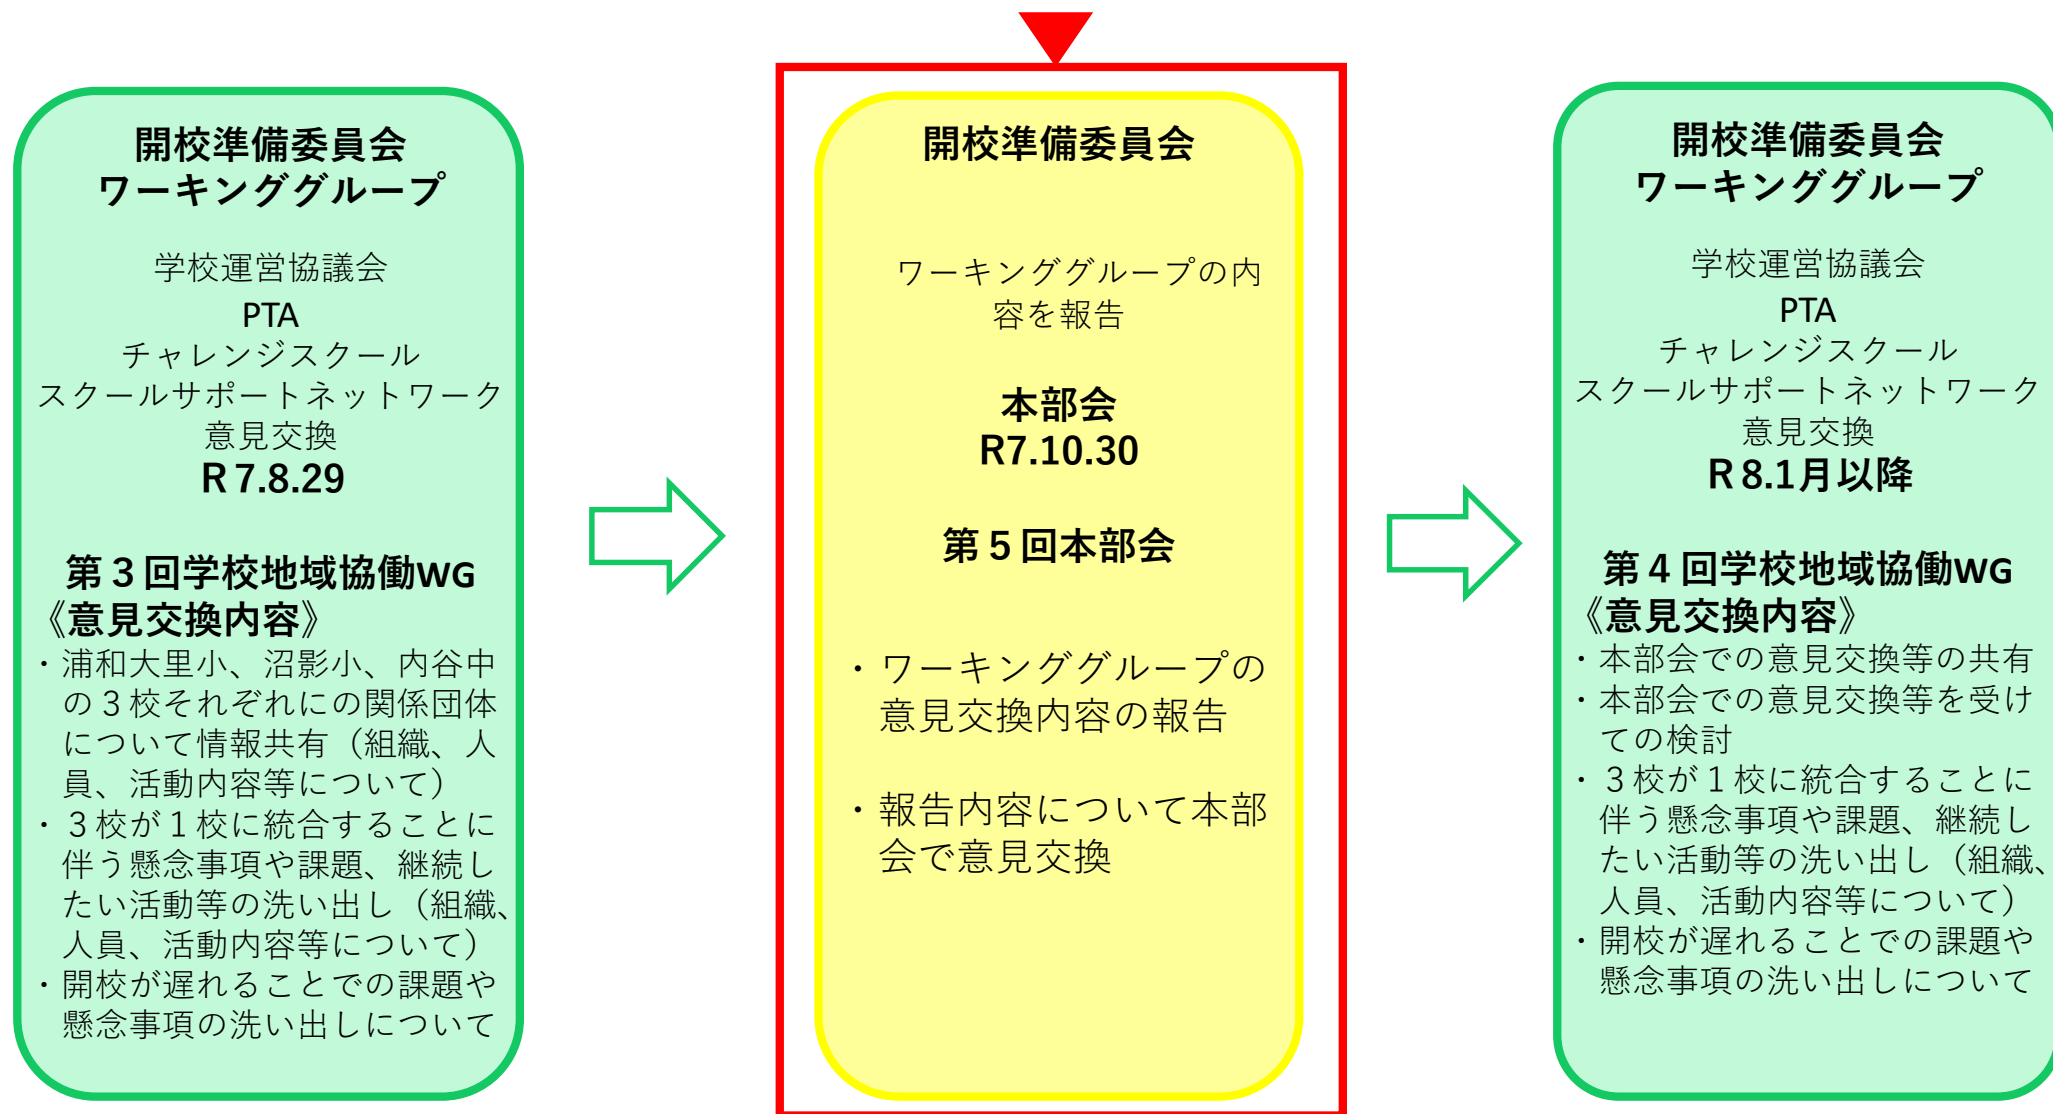 開校準備委員会
ワーキンググループ
学校運営協議会
PTA
チャレンジスクール
スクールサポートネットワーク
意見交換
R７.8.29
第３回学校地域協働WG
《意見交換内容》
・浦和大里小、沼影小、内谷中
の３校それぞれにの関係団体
について情報共有（組織、人
員、活動内容等について）
・３校が１校に統合することに
伴う懸念事項や課題、継続し
たい活動等の洗い出し（組織、
人員、活動内容等について）
・開校が遅れることでの課題や
懸念事項の洗い出しについて
開校準備委員会
ワーキンググループの内
容を報告
本部会
R7.10.30
第５回本部会
・ワーキンググループの
意見交換内容の報告
・報告内容について本部
会で意見交換
開校準備委員会
ワーキンググループ
学校運営協議会
PTA
チャレンジスクール
スクールサポートネットワーク
意見交換
R８.1月以降
第４回学校地域協働WG
《意見交換内容》
・本部会での意見交換等の共有
・本部会での意見交換等を受け
ての検討
・３校が１校に統合することに
伴う懸念事項や課題、継続し
たい活動等の洗い出し（組織、
人員、活動内容等について）
・開校が遅れることでの課題や
懸念事項の洗い出しについて